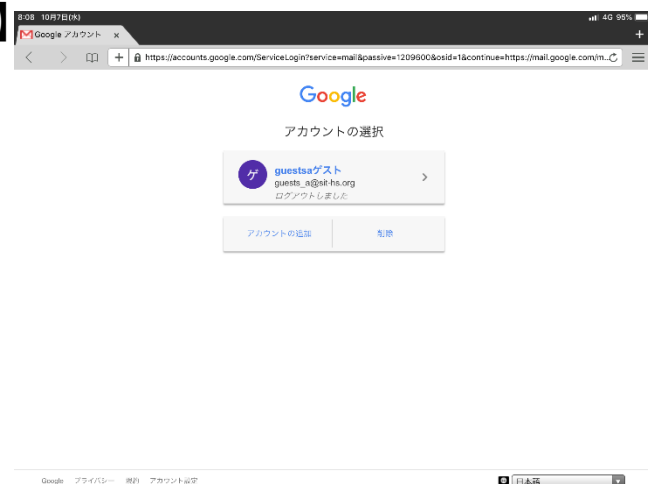 8:08 10月7日(水)
4G 95%
Google アカウント ×
+
+ https://accounts.google.com/ServiceLogin?service=mail&passive=1209600&osid=1&continue=https://mail.google.com/m...
Google
アカウントの選択
ゲ
guestsaゲスト
guests_a@sit-hs.org
ログアウトしました
アカウントの追加 削除
Google プライバシー 規約 アカウント設定
日本語